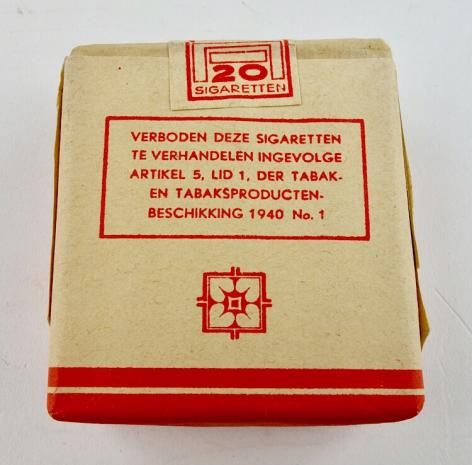 20
SIGARETTEN
VERBODEN DEZE SIGARETTEN
TE VERHANDELEN INGEVOLGE
ARTIKEL 5, LID 1, DER TABAK-
EN TABAKSPRODUCTEN-
BESCHIKKING 1940 No. 1